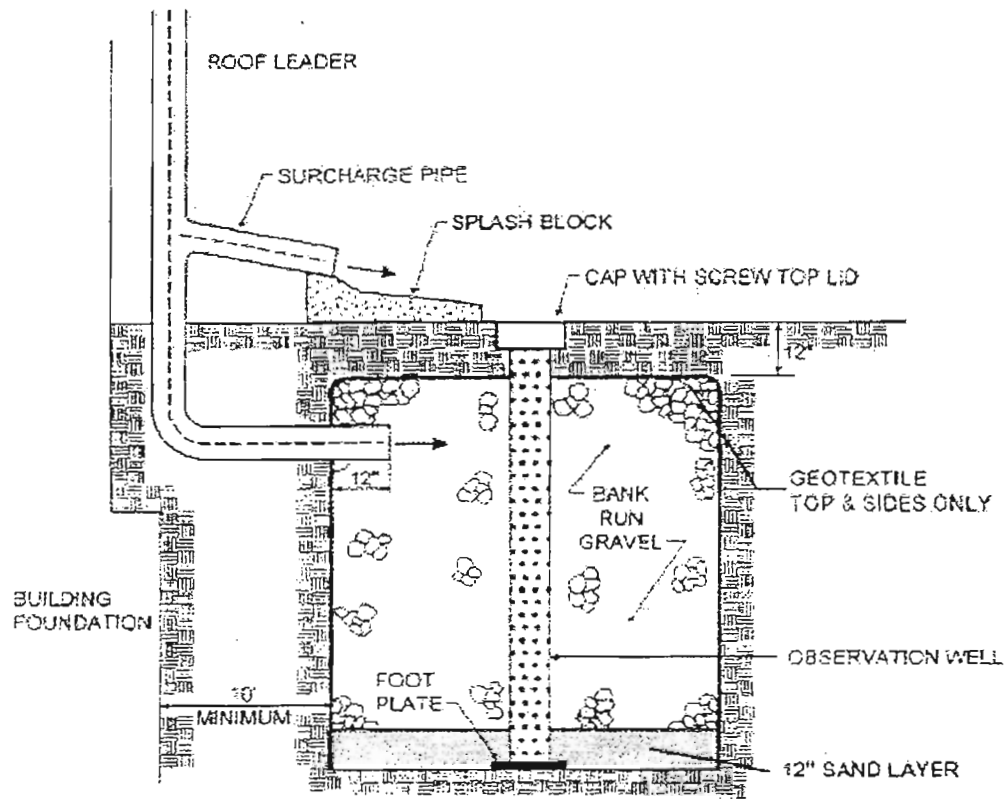 ROOF LEADER
SURCHARGE PIPE
SPLASH BLOCK
CAP WITH SCREW TOP LID
12"
12"
GEOTEXTILE
TOP & SIDES ONLY
BANK
RUN
GRAVEL
BUILDING
FOUNDATION
OBSERVATION WELL
FOOT
PLATE
10'
MINIMUM
12" SAND LAYER